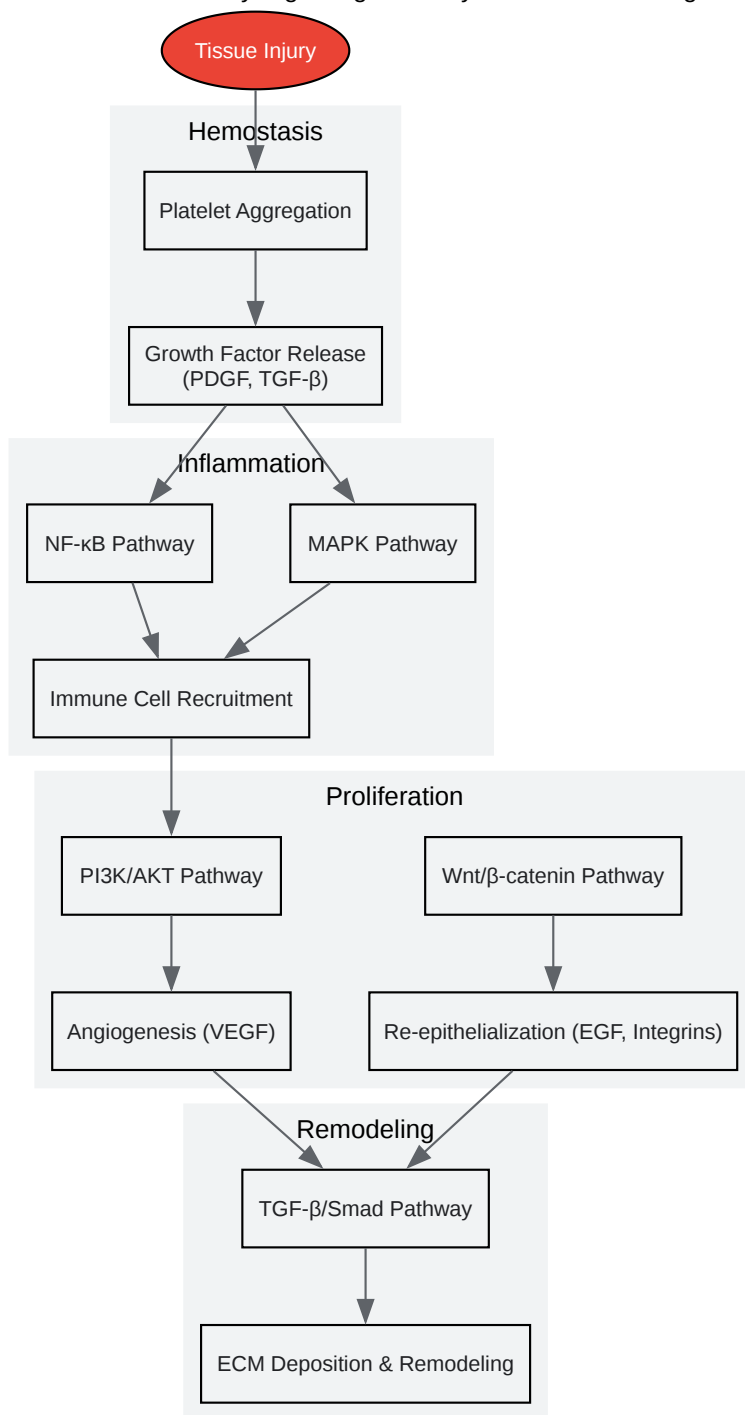 Tissue Injury
Hemostasis
Platelet Aggregation
Growth Factor Release
(PDGF, TGF-β)
Inflammation
NF-κB Pathway
MAPK Pathway
Immune Cell Recruitment
Proliferation
PI3K/AKT Pathway
Wnt/β-catenin Pathway
Angiogenesis (VEGF)
Re-epithelialization (EGF, Integrins)
Remodeling
TGF-β/Smad Pathway
ECM Deposition & Remodeling